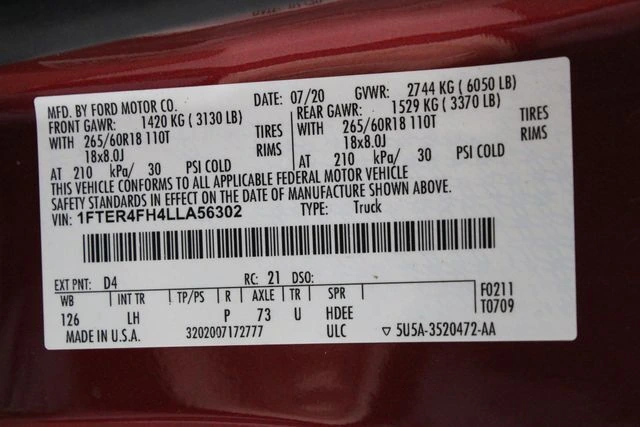 MFD. BY FORD MOTOR CO. DATE: 07/20 GVWR: 2744 KG ( 6050 LB)
FRONT GAWR: 1420 KG ( 3130 LB) REAR GAWR: 1529 KG ( 3370 LB)
WITH 265/60R18 110T TIRES WITH 265/60R18 110T TIRES
18x8.0J RIMS 18x8.0J RIMS
AT 210 kPa/ 30 PSI COLD AT 210 kPa/ 30 PSI COLD
THIS VEHICLE CONFORMS TO ALL APPLICABLE FEDERAL MOTOR VEHICLE
SAFETY STANDARDS IN EFFECT ON THE DATE OF MANUFACTURE SHOWN ABOVE.
VIN: 1FTER4FH4LLA56302 TYPE: Truck
EXT PNT: D4 RC: 21 DSO:
WB INT TR TP/PS R AXLE TR SPR F0211
126 LH P 73 U HDEE T0709
MADE IN U.S.A. 3202007172777 ULC ▽ 5U5A-3520472-AA